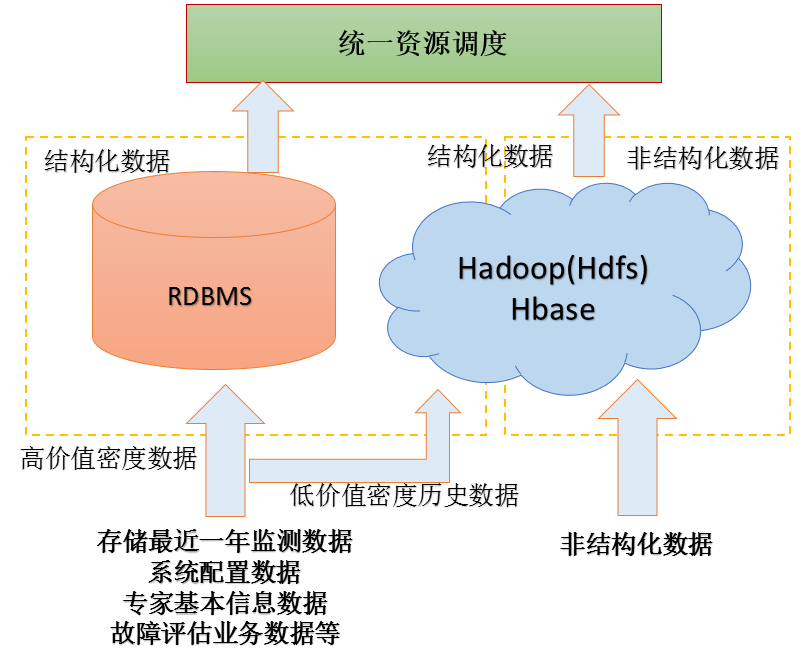 统一资源调度
结构化数据
结构化数据
非结构化数据
RDBMS
Hadoop(Hdfs)
Hbase
高价值密度数据
低价值密度历史数据
存储最近一年监测数据
系统配置数据
专家基本信息数据
故障评估业务数据等
非结构化数据